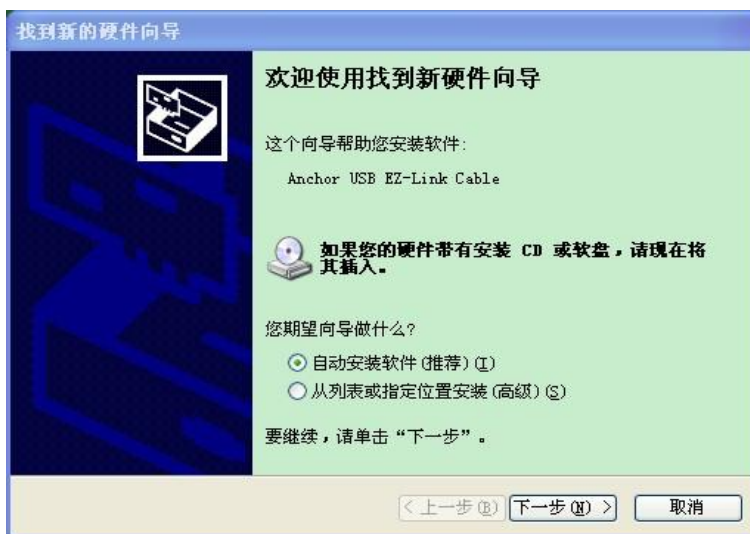 找到新的硬件向导
欢迎使用找到新硬件向导
这个向导帮助您安装软件:
Anchor USB EZ-Link Cable
如果您的硬件带有安装 CD 或软盘，请现在将
其插入。
您期望向导做什么?
自动安装软件(推荐)(I)
从列表或指定位置安装(高级)(S)
要继续，请单击“下一步”。
< 上一步(B) 下一步(N) > 取消